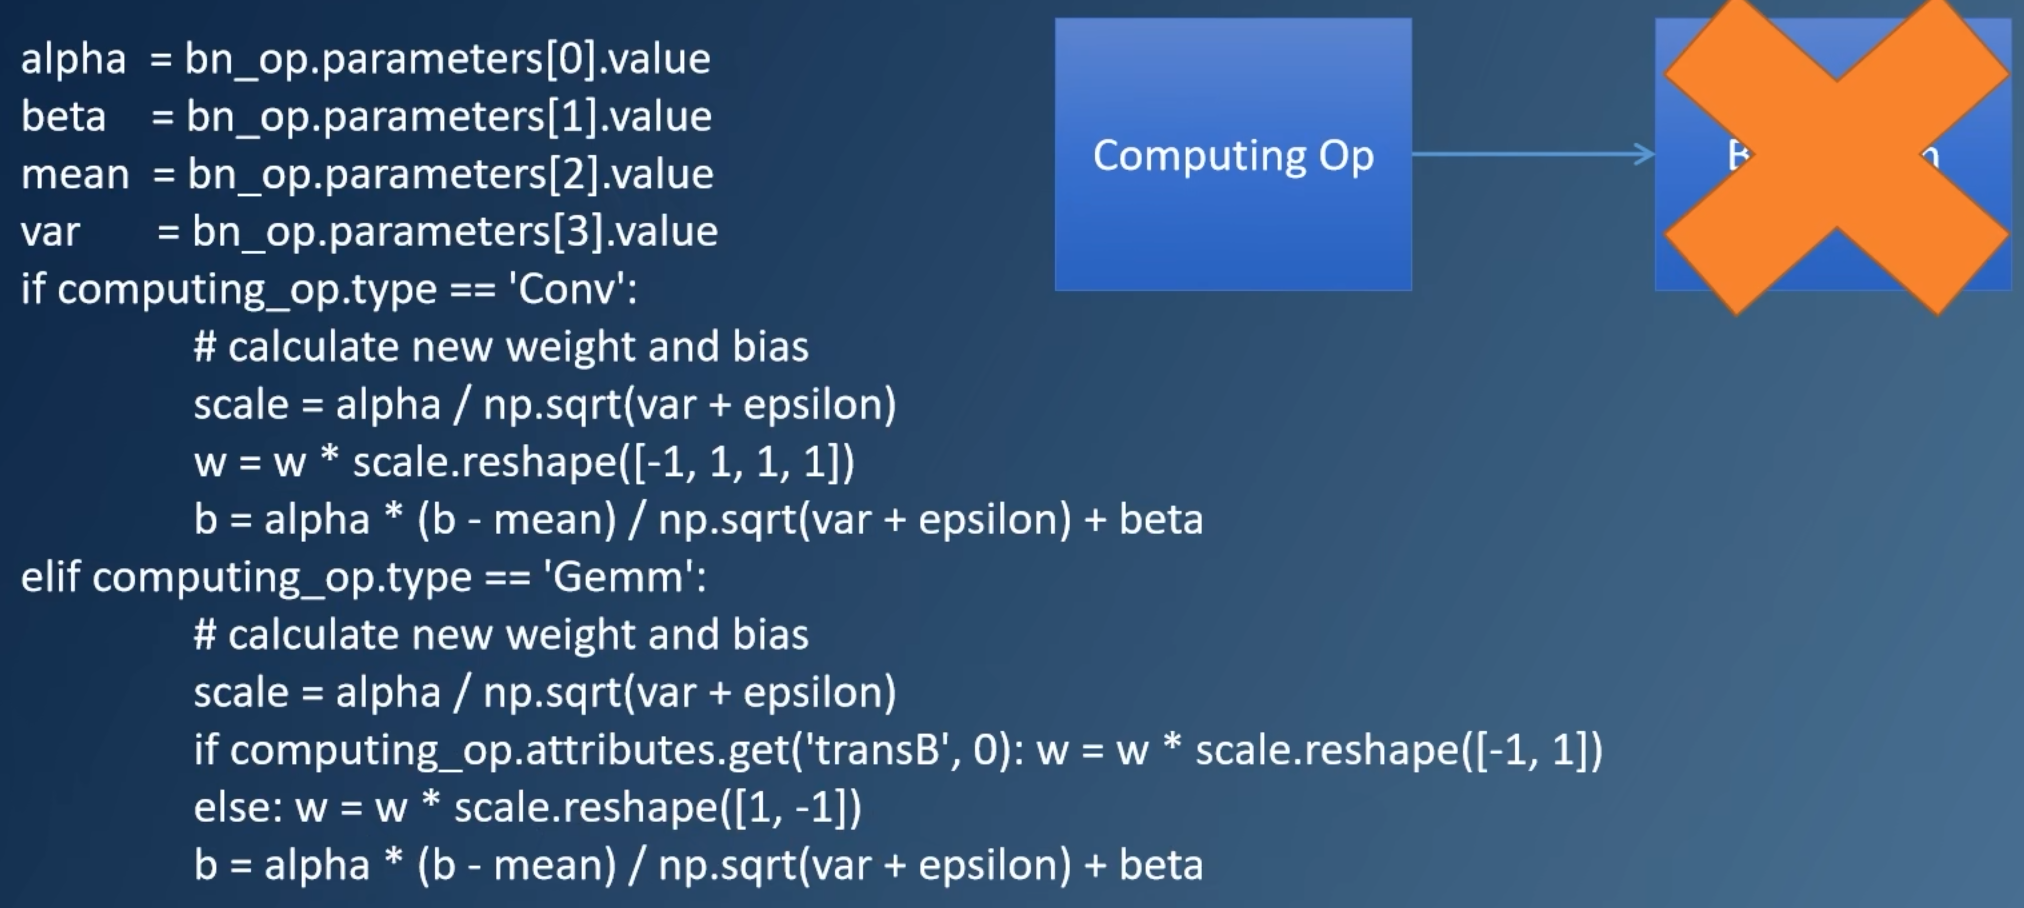 alpha = bn_op.parameters[0].value
beta = bn_op.parameters[1].value
mean = bn_op.parameters[2].value
var = bn_op.parameters[3].value
if computing_op.type == 'Conv':
# calculate new weight and bias
scale = alpha / np.sqrt(var + epsilon)
w = w * scale.reshape([-1, 1, 1, 1])
b = alpha * (b - mean) / np.sqrt(var + epsilon) + beta
elif computing_op.type == 'Gemm':
# calculate new weight and bias
scale = alpha / np.sqrt(var + epsilon)
if computing_op.attributes.get('transB', 0): w = w * scale.reshape([-1, 1])
else: w = w * scale.reshape([1, -1])
b = alpha * (b - mean) / np.sqrt(var + epsilon) + beta
Computing Op